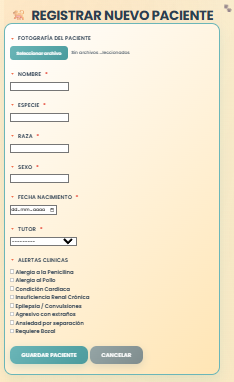 REGISTRAR NUEVO PACIENTE
FOTOGRAFÍA DEL PACIENTE
Seleccionar archivo Sin archivos...leccionados
NOMBRE *
ESPECIE *
RAZA *
SEXO *
FECHA NACIMIENTO *
dd-mm-aaaa
TUTOR *
---------
ALERTAS CLINICAS
Alergia a la Penicilina
Alergia al Pollo
Condición Cardíaca
Insuficiencia Renal Crónica
Epilepsia / Convulsiones
Agresivo con extraños
Ansiedad por separación
Requiere Bozal
GUARDAR PACIENTE CANCELAR